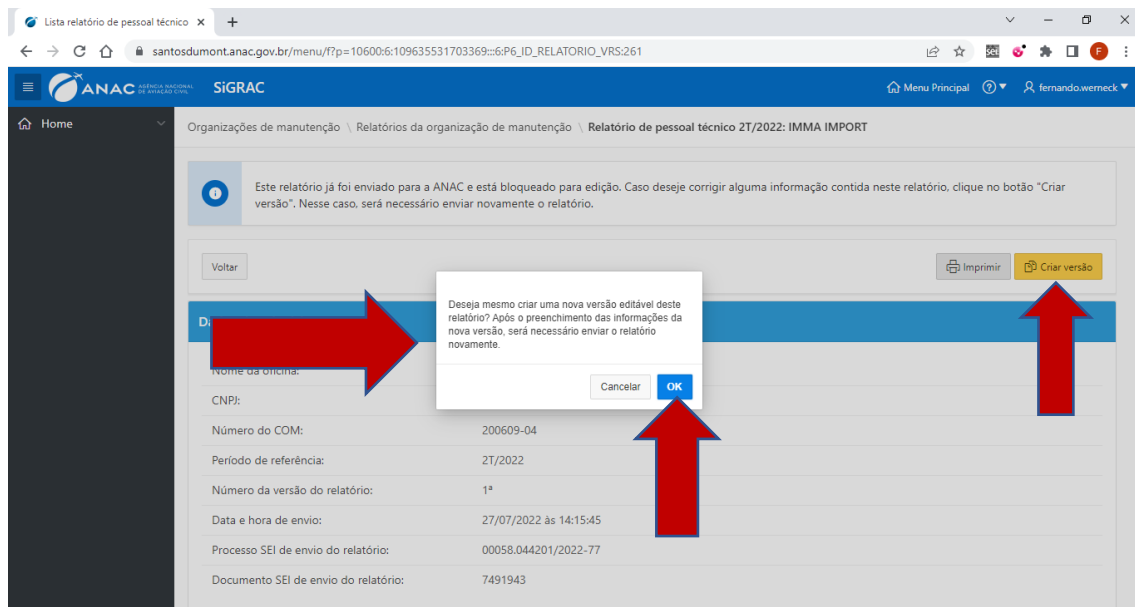 Lista relatório de pessoal técnico
santosdumont.anac.gov.br/menu/f?p=10600:6:109635531703369:::6:P6_ID_RELATORIO_VRS:261
sei
F
ANAC AGÊNCIA NACIONAL DE AVIAÇÃO CIVIL
SiGRAC
Menu Principal
fernando.werneck
Home
Organizações de manutenção \ Relatórios da organização de manutenção \ Relatório de pessoal técnico 2T/2022: IMMA IMPORT
Este relatório já foi enviado para a ANAC e está bloqueado para edição. Caso deseje corrigir alguma informação contida neste relatório, clique no botão "Criar
versão". Nesse caso, será necessário enviar novamente o relatório.
Voltar
Imprimir
Criar versão
Deseja mesmo criar uma nova versão editável deste
relatório? Após o preenchimento das informações da
nova versão, será necessário enviar o relatório
novamente.
Cancelar
OK
Nome da oficina:
CNPJ:
Número do COM: 200609-04
Período de referência: 2T/2022
Número da versão do relatório: 1ª
Data e hora de envio: 27/07/2022 às 14:15:45
Processo SEI de envio do relatório: 00058.044201/2022-77
Documento SEI de envio do relatório: 7491943